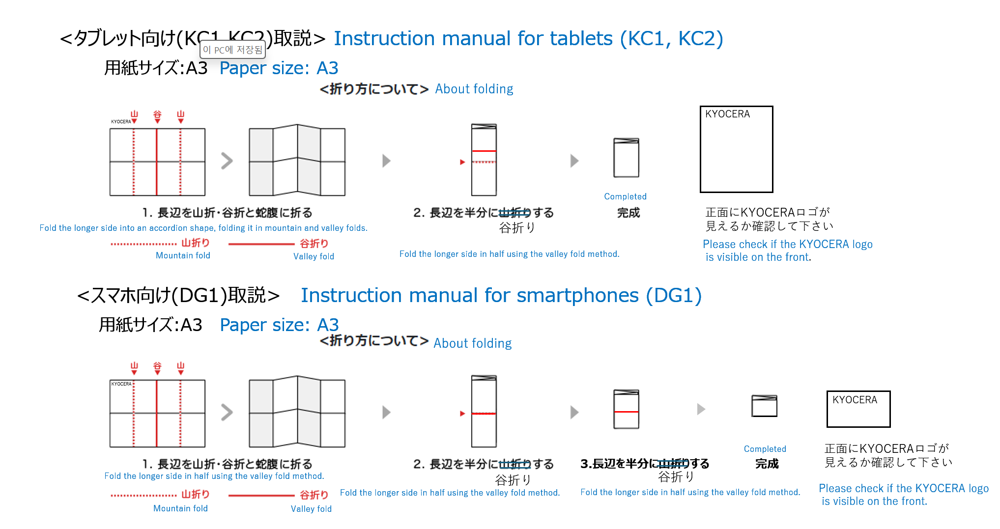 <タブレット向け(KC1,KC2)取説> Instruction manual for tablets (KC1, KC2)
이 PC에 저장됨
用紙サイズ:A3 Paper size: A3
<折り方について> About folding
山 谷 山
KYOCERA
KYOCERA
Completed
1. 長辺を山折・谷折と蛇腹に折る
2. 長辺を半分に山折りする
谷折り
完成
正面にKYOCERAロゴが
見えるか確認して下さい
Fold the longer side into an accordion shape, folding it in mountain and valley folds.
山折り 谷折り
Mountain fold Valley fold
Fold the longer side in half using the valley fold method.
Please check if the KYOCERA logo
is visible on the front.
<スマホ向け(DG1)取説> Instruction manual for smartphones (DG1)
用紙サイズ:A3 Paper size: A3
<折り方について> About folding
山 谷 山
KYOCERA
KYOCERA
Completed
1. 長辺を山折・谷折と蛇腹に折る
2. 長辺を半分に山折りする
谷折り
3.長辺を半分に山折りする
谷折り
完成
正面にKYOCERAロゴが
見えるか確認して下さい
Fold the longer side in half using the valley fold method.
山折り 谷折り
Mountain fold Valley fold
Fold the longer side in half using the valley fold method.
Fold the longer side in half using the valley fold method.
Please check if the KYOCERA logo
is visible on the front.